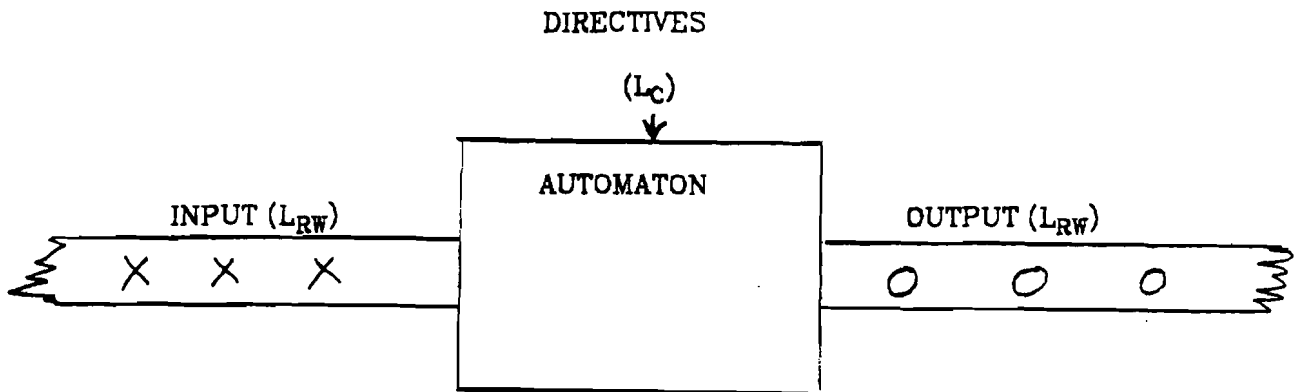 DIRECTIVES
(L_C)
AUTOMATON
INPUT (L_RW)
OUTPUT (L_RW)
X X X
O O O